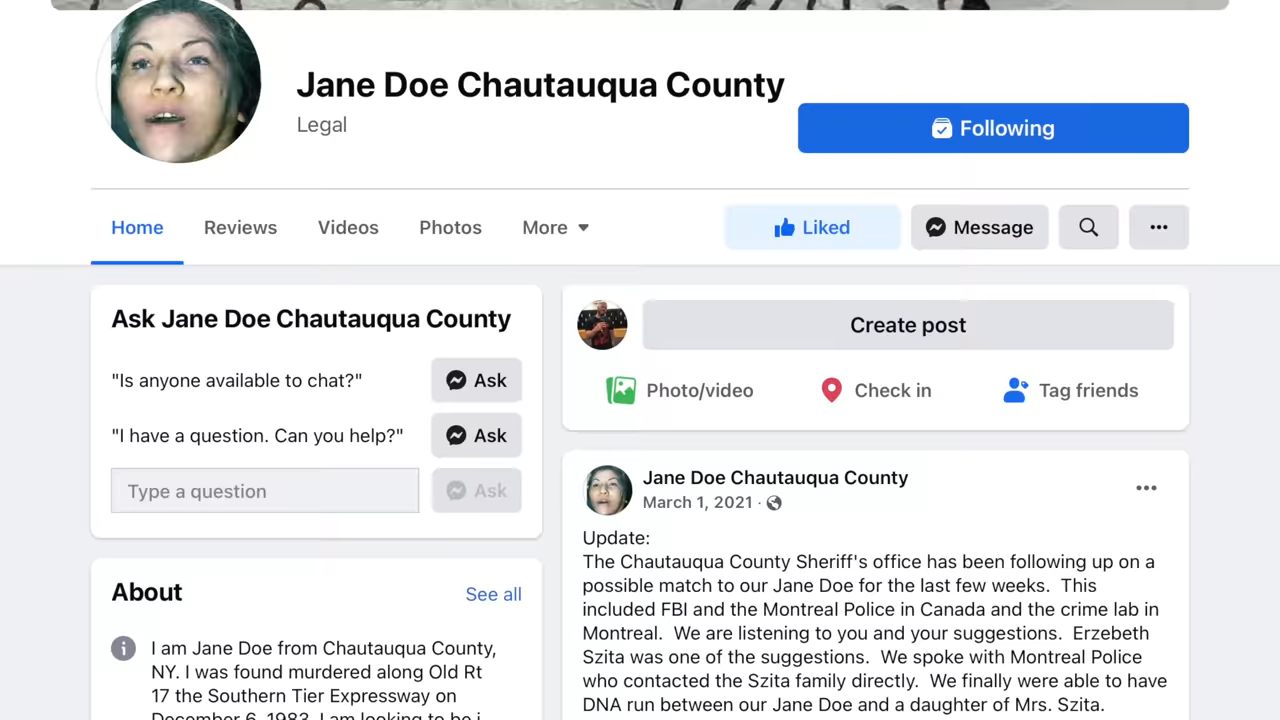 Jane Doe Chautauqua County
Legal
Following
Home Reviews Videos Photos More
Liked Message
Ask Jane Doe Chautauqua County
"Is anyone available to chat?" Ask
"I have a question. Can you help?" Ask
Type a question Ask
About See all
I am Jane Doe from Chautauqua County,
NY. I was found murdered along Old Rt
17 the Southern Tier Expressway on
December 6, 1983. I am looking to be i
Create post
Photo/video Check in Tag friends
Jane Doe Chautauqua County
March 1, 2021 ·
Update:
The Chautauqua County Sheriff's office has been following up on a
possible match to our Jane Doe for the last few weeks. This
included FBI and the Montreal Police in Canada and the crime lab in
Montreal. We are listening to you and your suggestions. Erzebeth
Szita was one of the suggestions. We spoke with Montreal Police
who contacted the Szita family directly. We finally were able to have
DNA run between our Jane Doe and a daughter of Mrs. Szita.